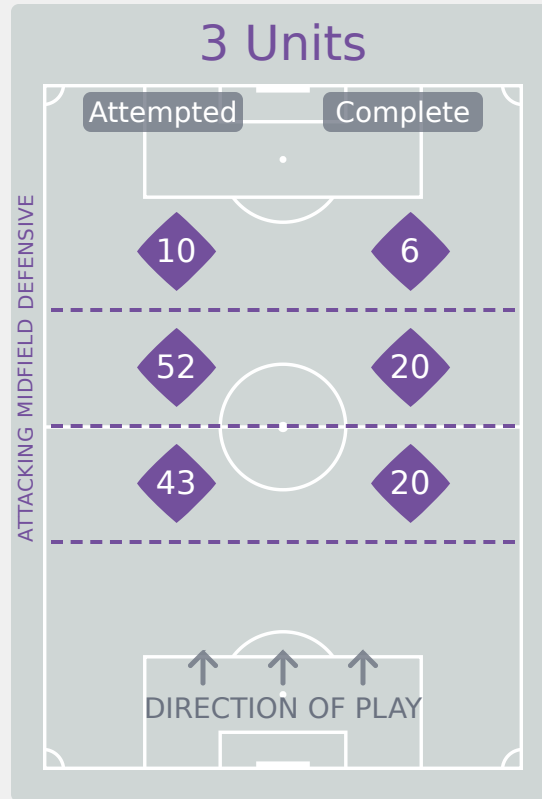 3 Units
Attempted Complete
ATTACKING MIDFIELD DEFENSIVE
10 6
52 20
43 20
DIRECTION OF PLAY